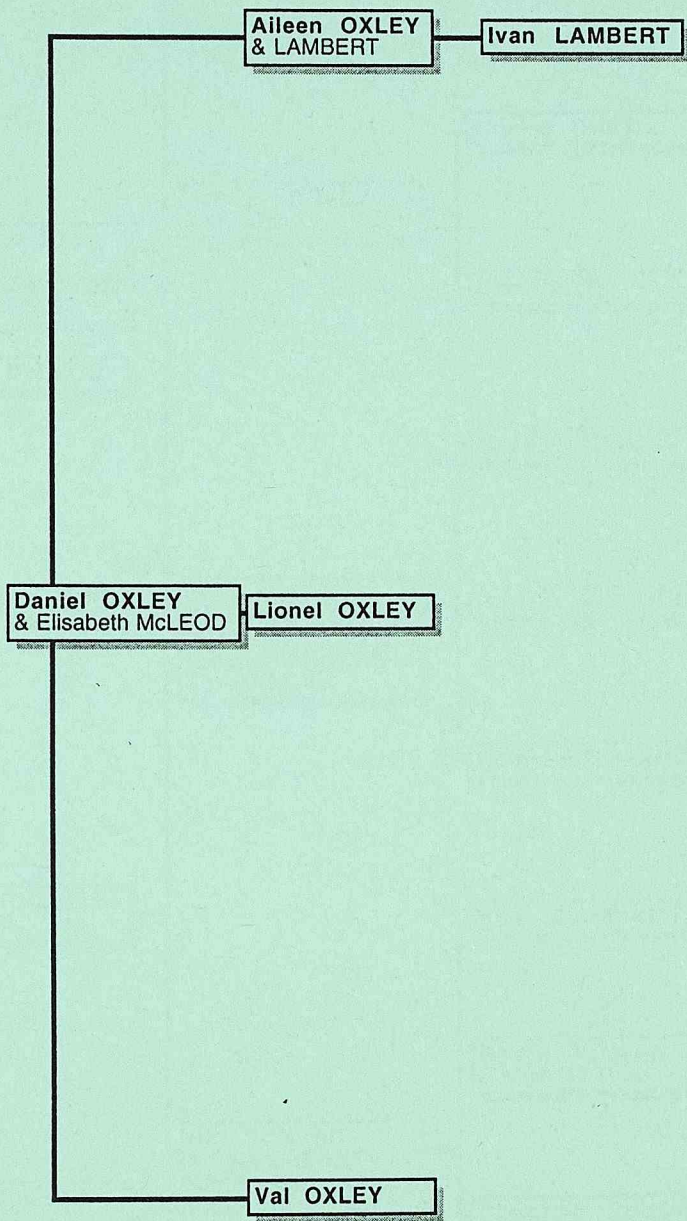 Aileen OXLEY
& LAMBERT
Ivan LAMBERT
Daniel OXLEY
& Elisabeth McLEOD
Lionel OXLEY
Val OXLEY